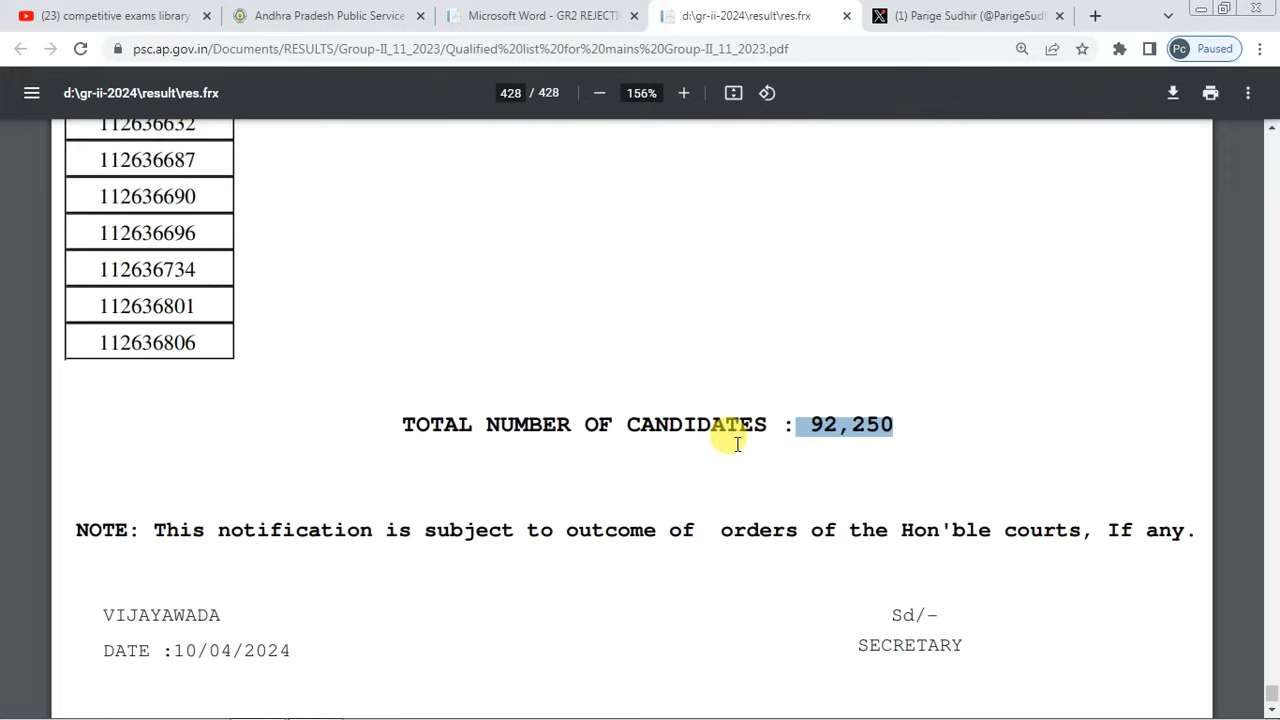 (23) competitive exams library
Andhra Pradesh Public Service
Microsoft Word - GR2 REJECTI
d:\gr-ii-2024\result\res.frx
(1) Parige Sudhir (@ParigeSudi
psc.ap.gov.in/Documents/RESULTS/Group-II_11_2023/Qualified%20list%20for%20mains%20Group-II_11_2023.pdf
Pc Paused
d:\gr-ii-2024\result\res.frx
428 / 428
156%
112636632
112636687
112636690
112636696
112636734
112636801
112636806
TOTAL NUMBER OF CANDIDATES : 92,250
NOTE: This notification is subject to outcome of orders of the Hon'ble courts, If any.
VIJAYAWADA
Sd/-
SECRETARY
DATE :10/04/2024